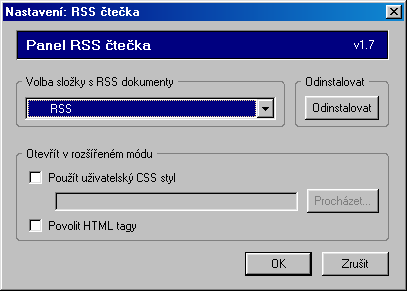 Nastavení: RSS čtečka
Panel RSS čtečka v1.7
Volba složky s RSS dokumenty
Odinstalovat
RSS
Odinstalovat
Otevřít v rozšířeném módu
Použít uživatelský CSS styl
Procházet...
Povolit HTML tagy
OK
Zrušit